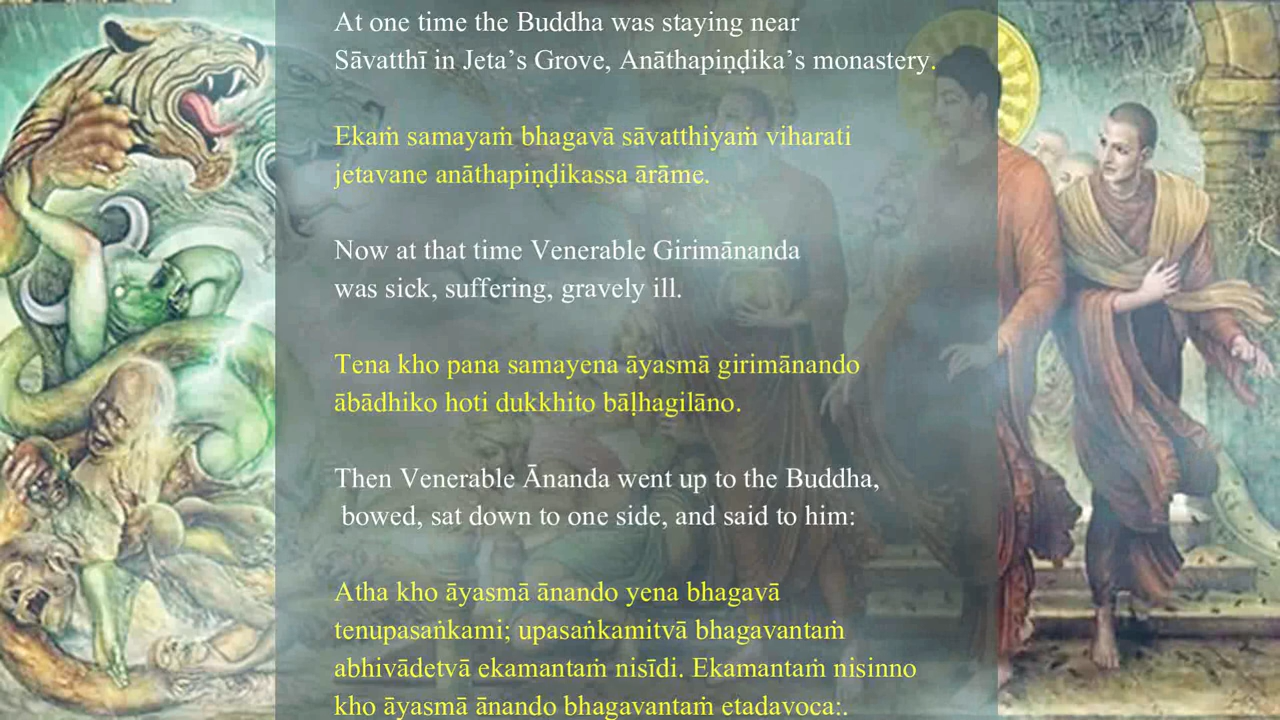 At one time the Buddha was staying near
Sāvatthī in Jeta’s Grove, Anāthapiṇḍika’s monastery.
Ekaṁ samayaṁ bhagavā sāvatthiyaṁ viharati
jetavane anāthapiṇḍikassa ārāme.
Now at that time Venerable Girimānanda
was sick, suffering, gravely ill.
Tena kho pana samayena āyasmā girimānando
ābādhiko hoti dukkhito bāḷhagilāno.
Then Venerable Ānanda went up to the Buddha,
bowed, sat down to one side, and said to him:
Atha kho āyasmā ānando yena bhagavā
tenupasaṅkami; upasaṅkamitvā bhagavantaṁ
abhivādetvā ekamantaṁ nisīdi. Ekamantaṁ nisinno
kho āyasmā ānando bhagavantaṁ etadavoca:.